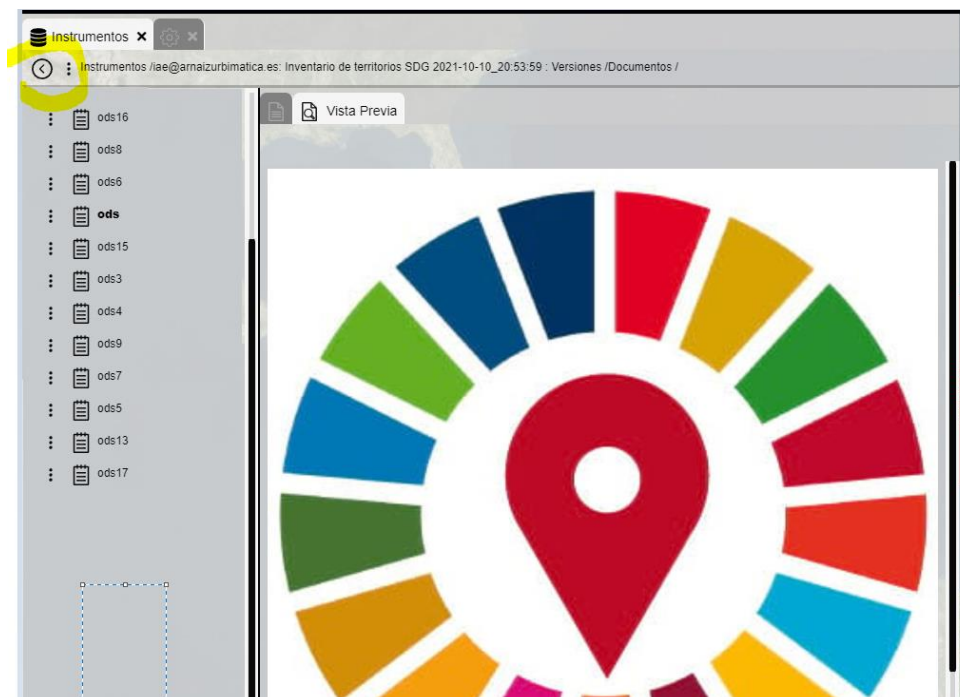 Instrumentos
Instrumentos /iae@arnaizurbimatica.es: Inventario de territorios SDG 2021-10-10_20:53:59 : Versiones /Documentos /
Vista Previa
ods16
ods8
ods6
ods
ods15
ods3
ods4
ods9
ods7
ods5
ods13
ods17